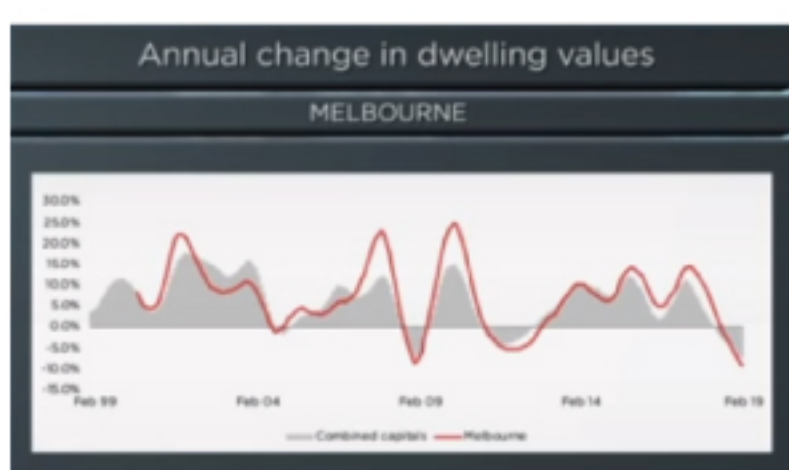 Annual change in dwelling values
MELBOURNE
30.0%
25.0%
20.0%
15.0%
10.0%
5.0%
0.0%
-5.0%
-10.0%
-15.0%
Feb 99 Feb 04 Feb 09 Feb 14 Feb 19
Combined capitals Melbourne